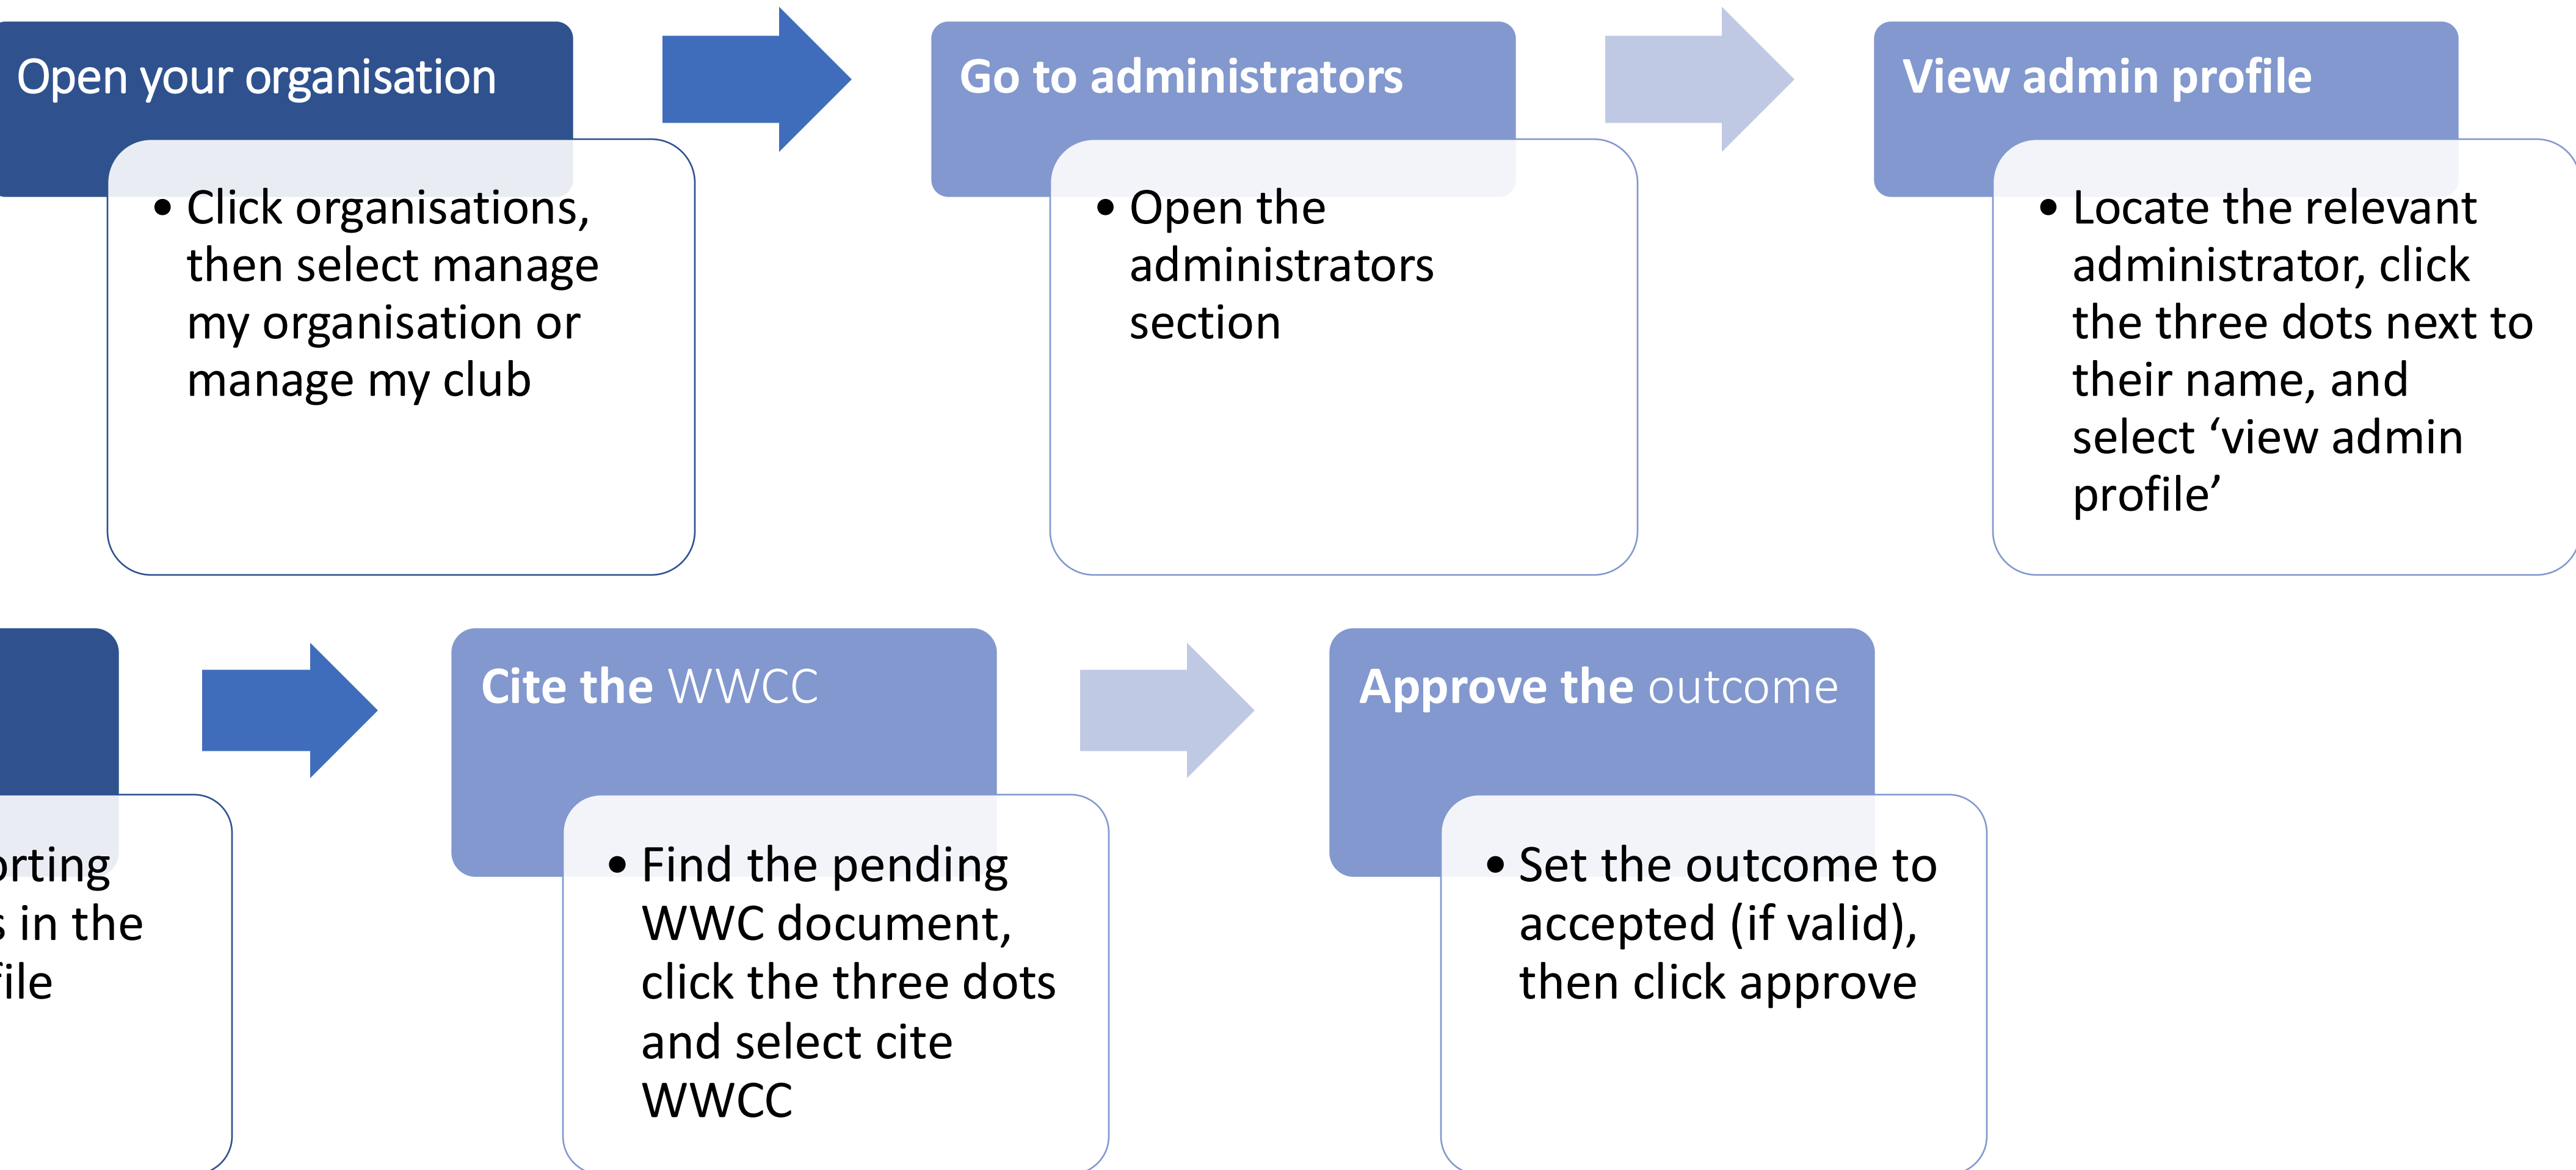 Open your organisation
• Click organisations,
then select manage
my organisation or
manage my club
Go to administrators
• Open the
administrators
section
View admin profile
• Locate the relevant
administrator, click
the three dots next to
their name, and
select ‘view admin
profile’
in the
Cite the WWCC
• Find the pending
WWC document,
click the three dots
and select cite
WWCC
Approve the outcome
• Set the outcome to
accepted (if valid),
then click approve